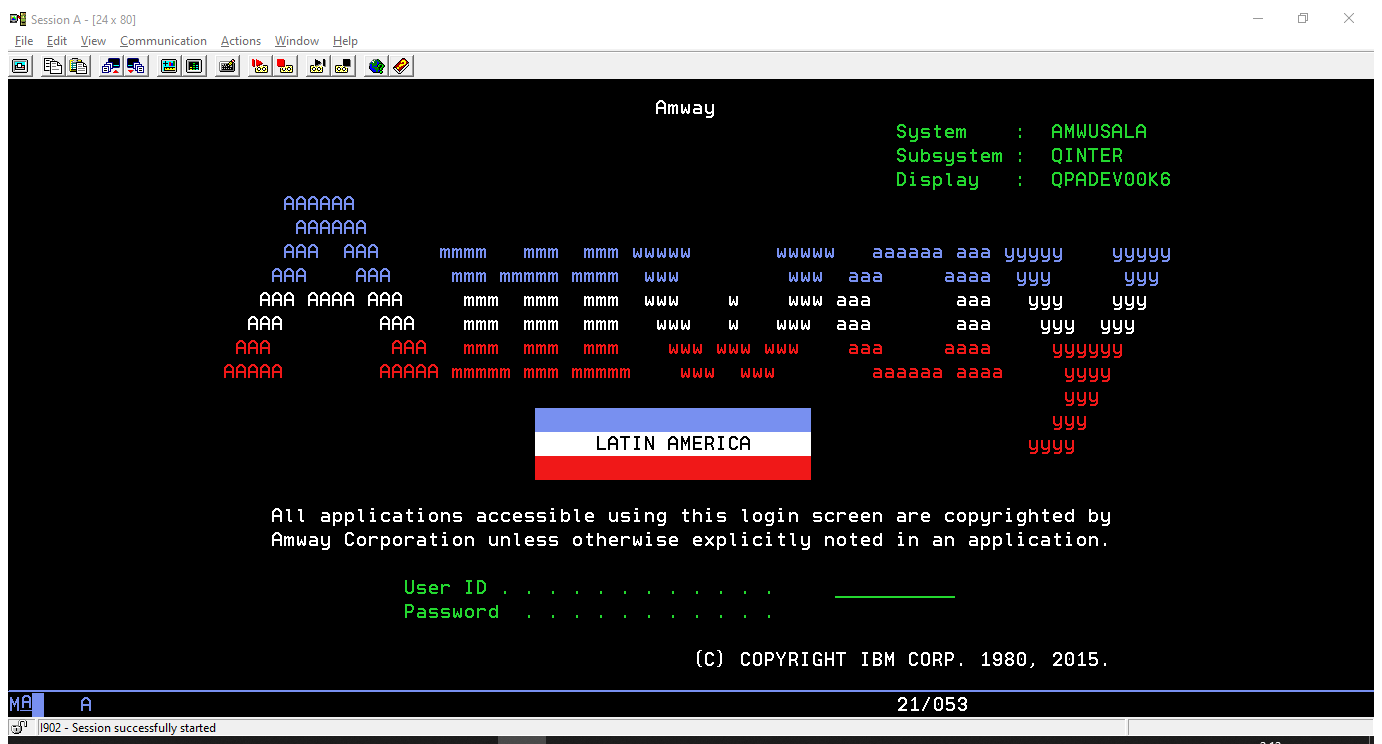 Session A - [24 x 80]
File Edit View Communication Actions Window Help
Amway
System : AMWUSALA
Subsystem : QINTER
Display : QPADEV00K6
AAAAAA
AAAAAA
AAA AAA mmmm mmm mmm wwwww wwwww aaaaaa aaa yyyyy yyyyy
AAA AAA mmm mmmmm mmmm www www aaa aaaa yyy yyy
AAA AAAA AAA mmm mmm mmm www w www aaa aaa yyy yyy
AAA AAA mmm mmm mmm www w www aaa aaa yyy yyy
AAA AAA mmm mmm mmm www www www aaa aaaa yyyyyy
AAAAA AAAAA mmmmm mmm mmmmm www www aaaaaa aaaa yyyy
yyy
yyy
LATIN AMERICA
yyyy
All applications accessible using this login screen are copyrighted by
Amway Corporation unless otherwise explicitly noted in an application.
User ID . . . . . . . . . . . .
Password . . . . . . . . . . .
(C) COPYRIGHT IBM CORP. 1980, 2015.
MA A 21/053
I902 - Session successfully started